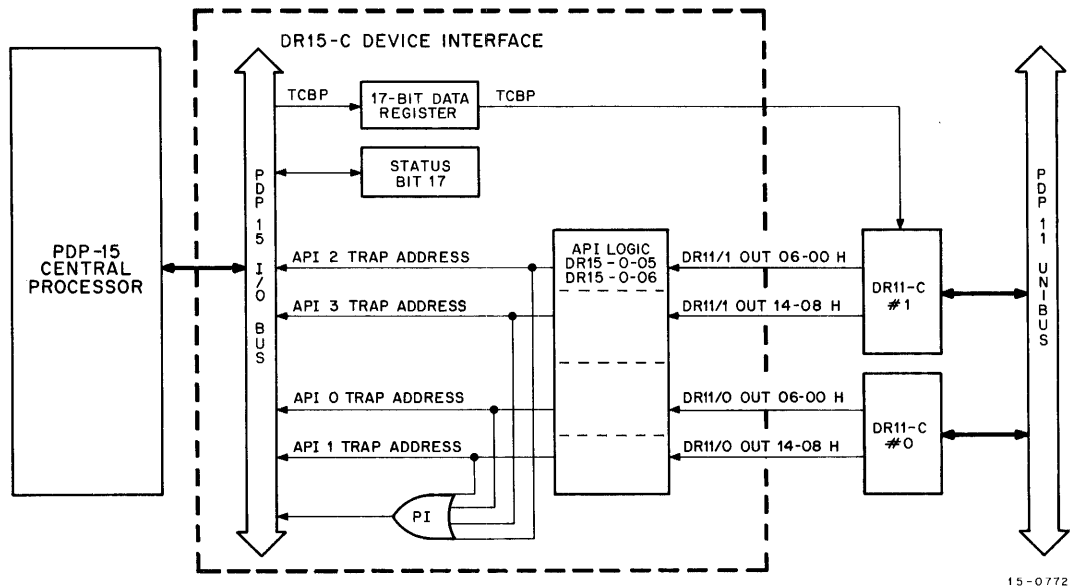 DR15-C DEVICE INTERFACE
TCBP
17-BIT DATA
REGISTER
TCBP
STATUS
BIT 17
PDP 15 I/O BUS
PDP 11 UNIBUS
PDP-15
CENTRAL
PROCESSOR
API 2 TRAP ADDRESS
API LOGIC
DR15-0-05
DR15-0-06
DR11/1 OUT 06-00 H
API 3 TRAP ADDRESS
DR11/1 OUT 14-08 H
DR11-C
#1
API 0 TRAP ADDRESS
DR11/0 OUT 06-00 H
API 1 TRAP ADDRESS
DR11/0 OUT 14-08 H
DR11-C
#0
PI
15-0772